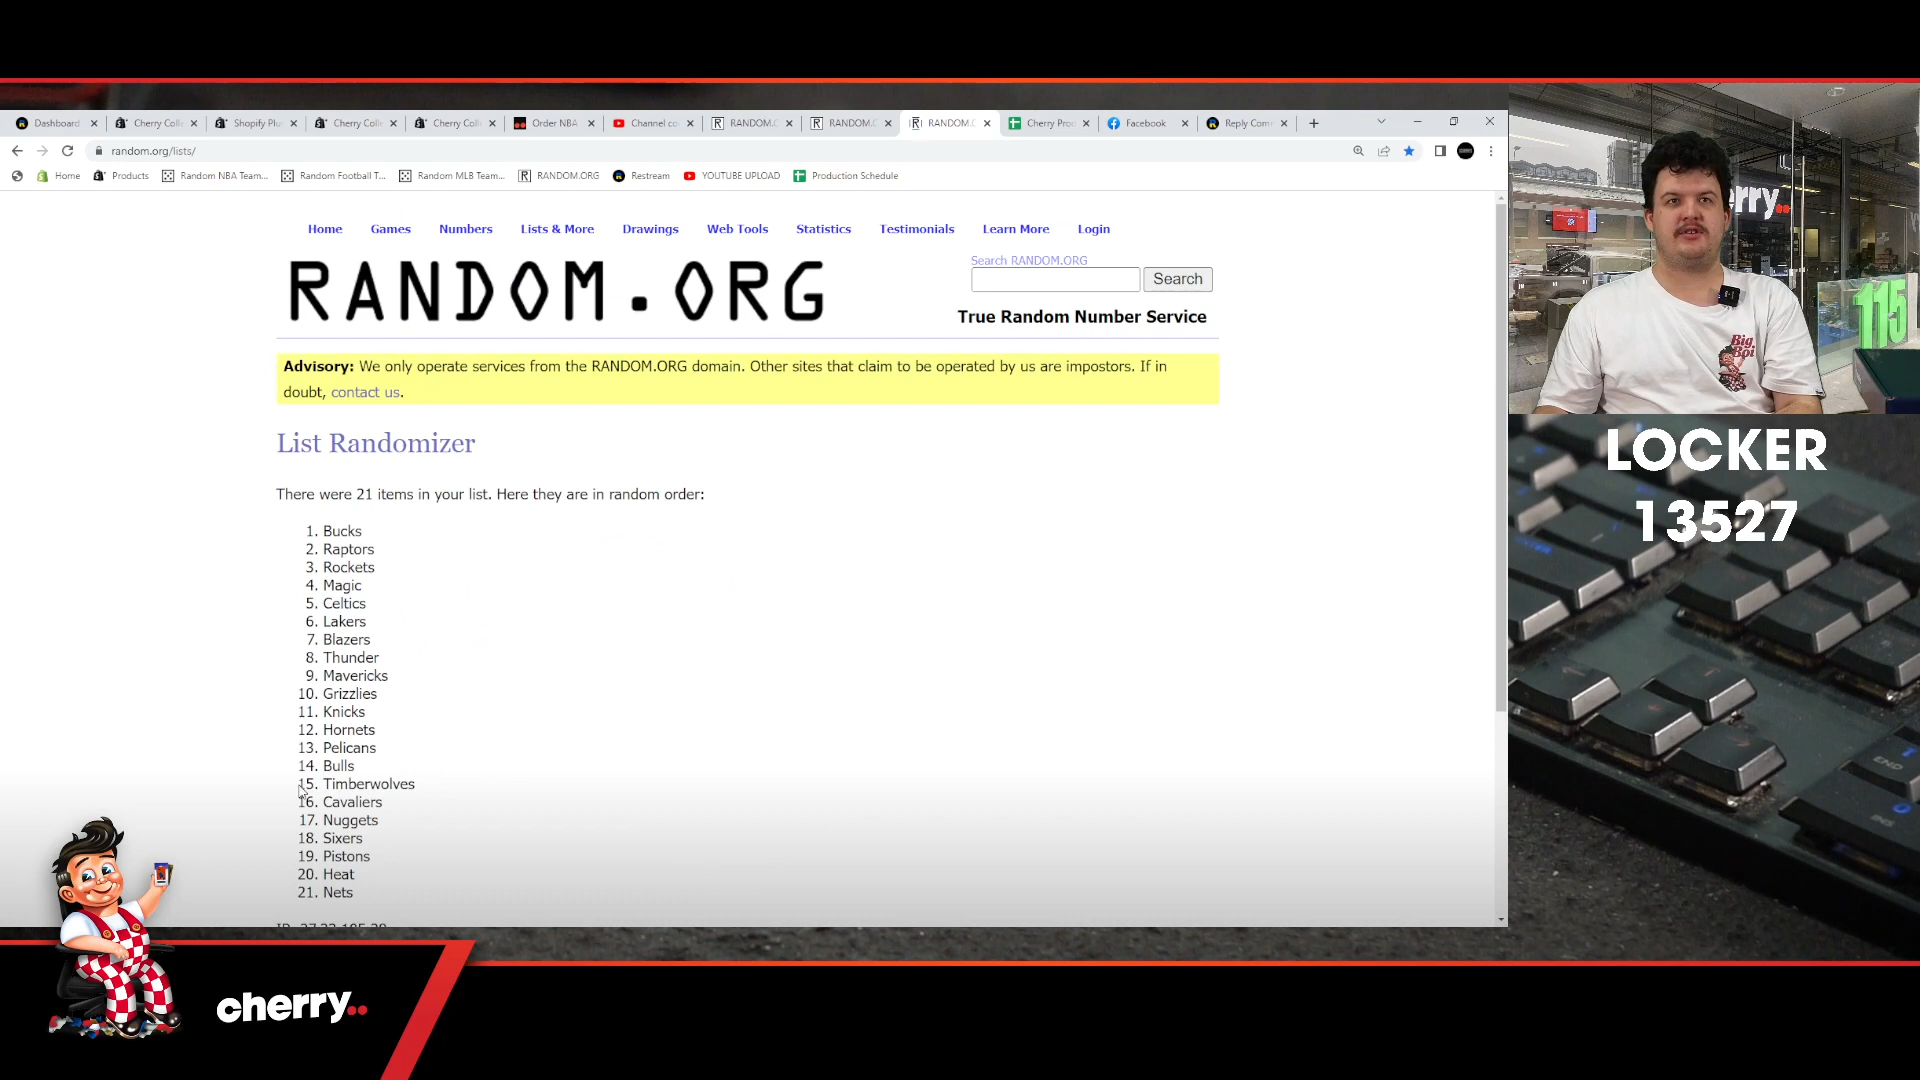 Dashboard
Cherry Coll
Shopify Plu
Cherry Coll
Cherry Coll
Order NBA
Channel co
RANDOM.C
RANDOM.C
RANDOM.C
Cherry Proc
Facebook
Reply Com
random.org/lists/
Home
Products
Random NBA Team...
Random Football T...
Random MLB Team...
RANDOM.ORG
Restream
YOUTUBE UPLOAD
Production Schedule
Home Games Numbers Lists & More Drawings Web Tools Statistics Testimonials Learn More Login
RANDOM.ORG
Search RANDOM.ORG
Search
True Random Number Service
Advisory: We only operate services from the RANDOM.ORG domain. Other sites that claim to be operated by us are impostors. If in
doubt, contact us.
List Randomizer
There were 21 items in your list. Here they are in random order:
1. Bucks
2. Raptors
3. Rockets
4. Magic
5. Celtics
6. Lakers
7. Blazers
8. Thunder
9. Mavericks
10. Grizzlies
11. Knicks
12. Hornets
13. Pelicans
14. Bulls
15. Timberwolves
16. Cavaliers
17. Nuggets
18. Sixers
19. Pistons
20. Heat
21. Nets
erry..
115
Big
Boi
LOCKER
13527
cherry..